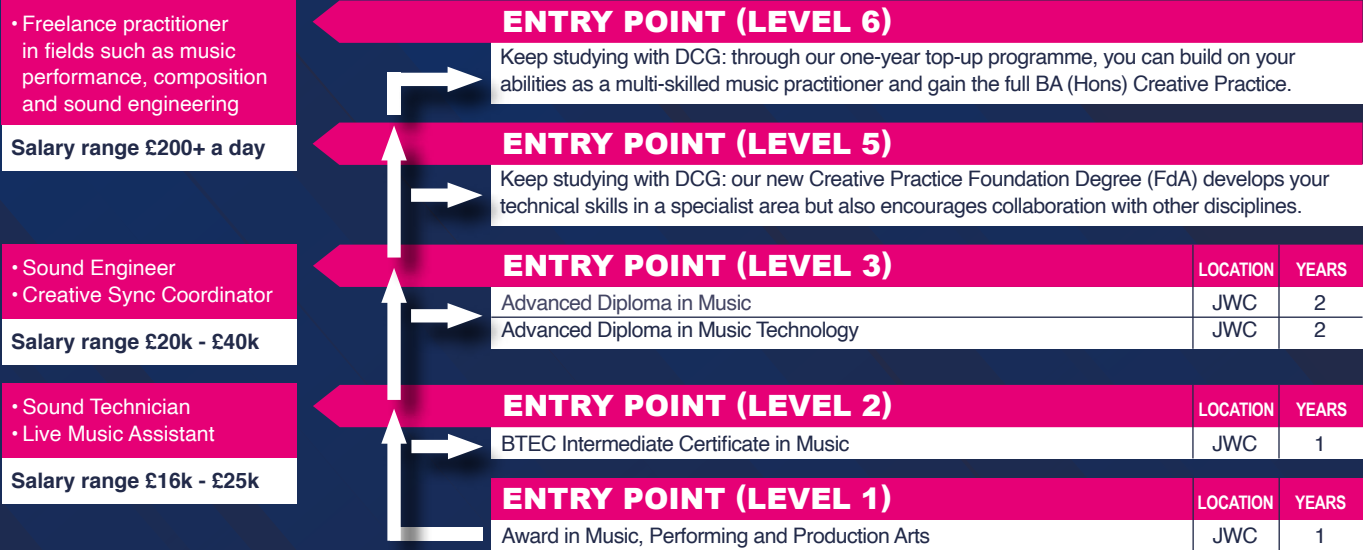 • Freelance practitioner
in fields such as music
performance, composition
and sound engineering
Salary range £200+ a day
• Sound Engineer
• Creative Sync Coordinator
Salary range £20k - £40k
• Sound Technician
• Live Music Assistant
Salary range £16k - £25k
ENTRY POINT (LEVEL 6)
Keep studying with DCG: through our one-year top-up programme, you can build on your
abilities as a multi-skilled music practitioner and gain the full BA (Hons) Creative Practice.
ENTRY POINT (LEVEL 5)
Keep studying with DCG: our new Creative Practice Foundation Degree (FdA) develops your
technical skills in a specialist area but also encourages collaboration with other disciplines.
ENTRY POINT (LEVEL 3) LOCATION YEARS
Advanced Diploma in Music JWC 2
Advanced Diploma in Music Technology JWC 2
ENTRY POINT (LEVEL 2) LOCATION YEARS
BTEC Intermediate Certificate in Music JWC 1
ENTRY POINT (LEVEL 1) LOCATION YEARS
Award in Music, Performing and Production Arts JWC 1